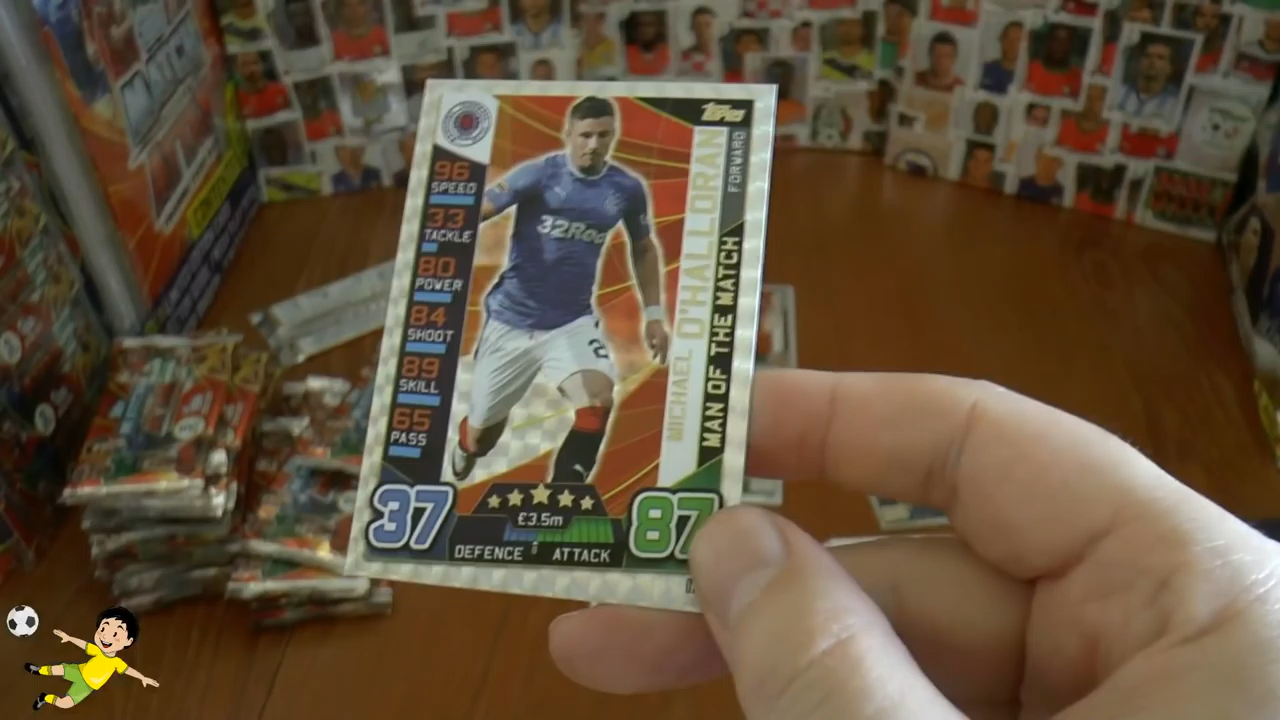 Topps
FORWARD
MICHAEL O'HALLORAN
MAN OF THE MATCH
96
SPEED
33
TACKLE
80
POWER
84
SHOOT
89
SKILL
65
PASS
32Red
2
37
£3.5m
87
DEFENCE
ATTACK